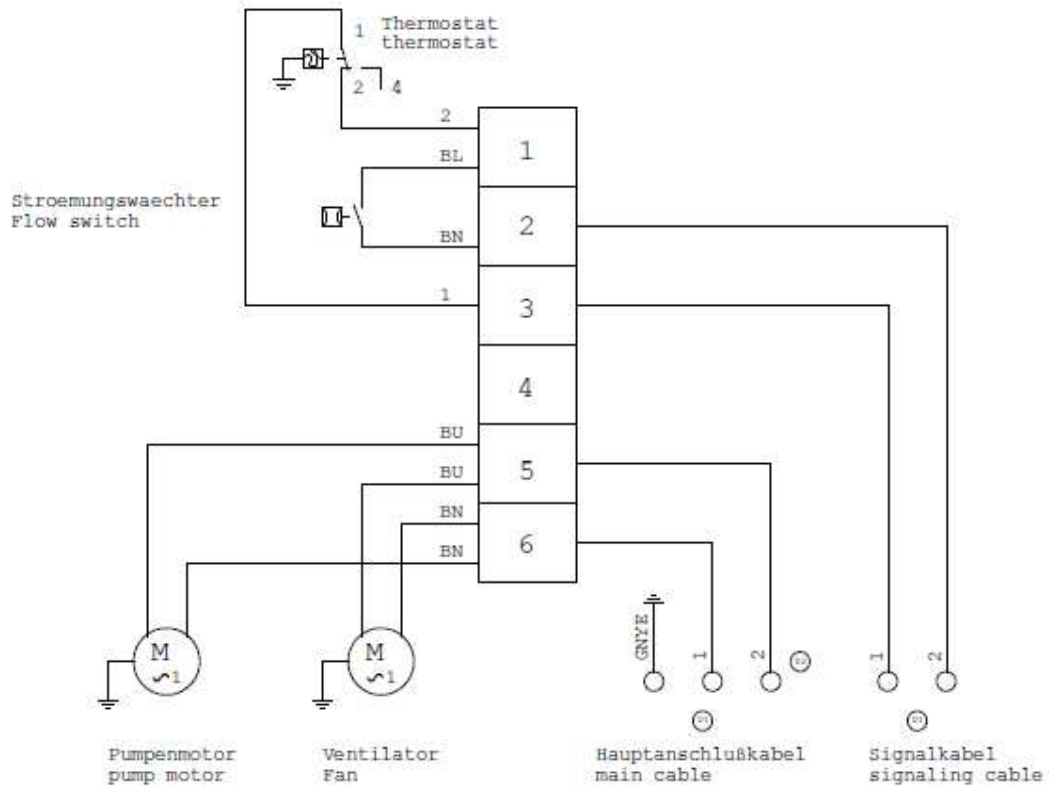 1
Thermostat
thermostat
2
4
2
1
BL
Stroemungswaechter
Flow switch
2
BN
1
3
4
BU
5
BU
BN
6
BN
M
1
M
1
GNYE
1
2
1
2
Pumpenmotor
pump motor
Ventilator
Fan
Hauptanschlußkabel
main cable
Signalkabel
signaling cable